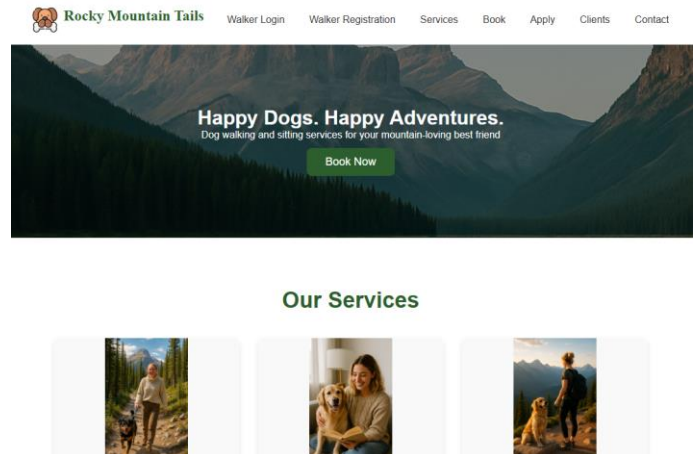 Rocky Mountain Tails
Walker Login Walker Registration Services Book Apply Clients Contact
Happy Dogs. Happy Adventures.
Dog walking and sitting services for your mountain-loving best friend
Book Now
Our Services